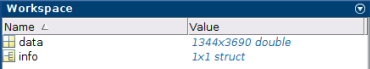 Workspace
Name Value
data 1344x3690 double
info 1x1 struct